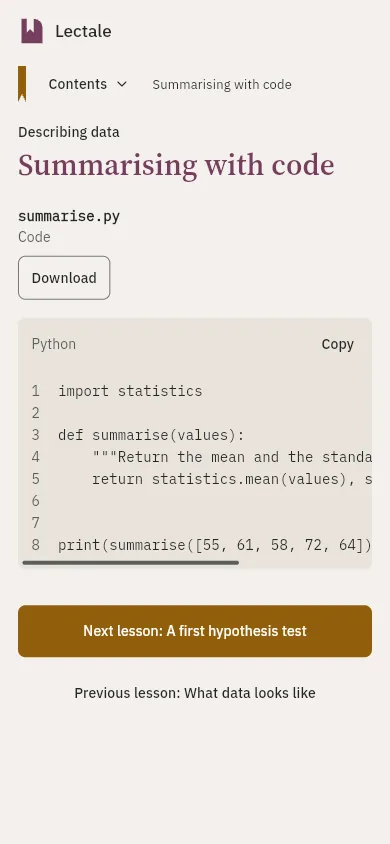 Lectale
Contents
Summarising with code
Describing data
Summarising with code
summarise.py
Code
Download
Python
Copy
1 import statistics
2
3 def summarise(values):
4     """Return the mean and the standa
5     return statistics.mean(values), s
6
7
8 print(summarise([55, 61, 58, 72, 64])
Next lesson: A first hypothesis test
Previous lesson: What data looks like